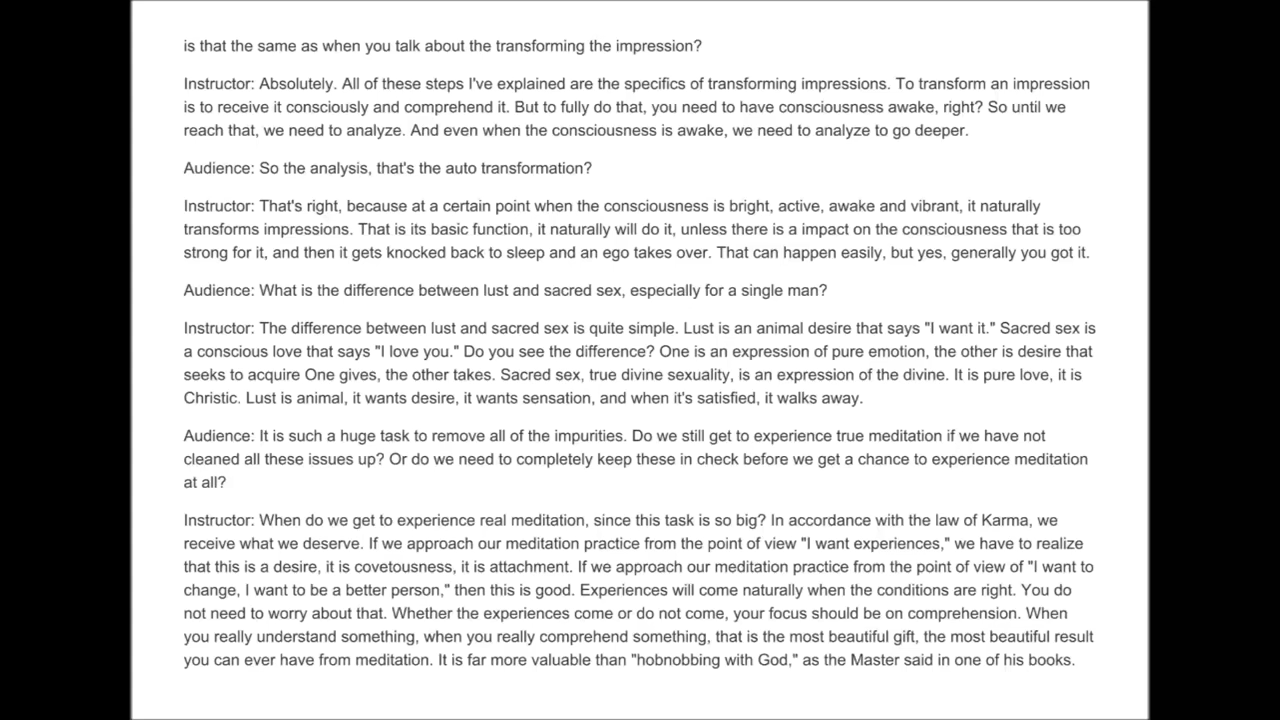 is that the same as when you talk about the transforming the impression?
Instructor: Absolutely. All of these steps I've explained are the specifics of transforming impressions. To transform an impression
is to receive it consciously and comprehend it. But to fully do that, you need to have consciousness awake, right? So until we
reach that, we need to analyze. And even when the consciousness is awake, we need to analyze to go deeper.
Audience: So the analysis, that's the auto transformation?
Instructor: That's right, because at a certain point when the consciousness is bright, active, awake and vibrant, it naturally
transforms impressions. That is its basic function, it naturally will do it, unless there is a impact on the consciousness that is too
strong for it, and then it gets knocked back to sleep and an ego takes over. That can happen easily, but yes, generally you got it.
Audience: What is the difference between lust and sacred sex, especially for a single man?
Instructor: The difference between lust and sacred sex is quite simple. Lust is an animal desire that says "I want it." Sacred sex is
a conscious love that says "I love you." Do you see the difference? One is an expression of pure emotion, the other is desire that
seeks to acquire One gives, the other takes. Sacred sex, true divine sexuality, is an expression of the divine. It is pure love, it is
Christic. Lust is animal, it wants desire, it wants sensation, and when it's satisfied, it walks away.
Audience: It is such a huge task to remove all of the impurities. Do we still get to experience true meditation if we have not
cleaned all these issues up? Or do we need to completely keep these in check before we get a chance to experience meditation
at all?
Instructor: When do we get to experience real meditation, since this task is so big? In accordance with the law of Karma, we
receive what we deserve. If we approach our meditation practice from the point of view "I want experiences," we have to realize
that this is a desire, it is covetousness, it is attachment. If we approach our meditation practice from the point of view of "I want to
change, I want to be a better person," then this is good. Experiences will come naturally when the conditions are right. You do
not need to worry about that. Whether the experiences come or do not come, your focus should be on comprehension. When
you really understand something, when you really comprehend something, that is the most beautiful gift, the most beautiful result
you can ever have from meditation. It is far more valuable than "hobnobbing with God," as the Master said in one of his books.